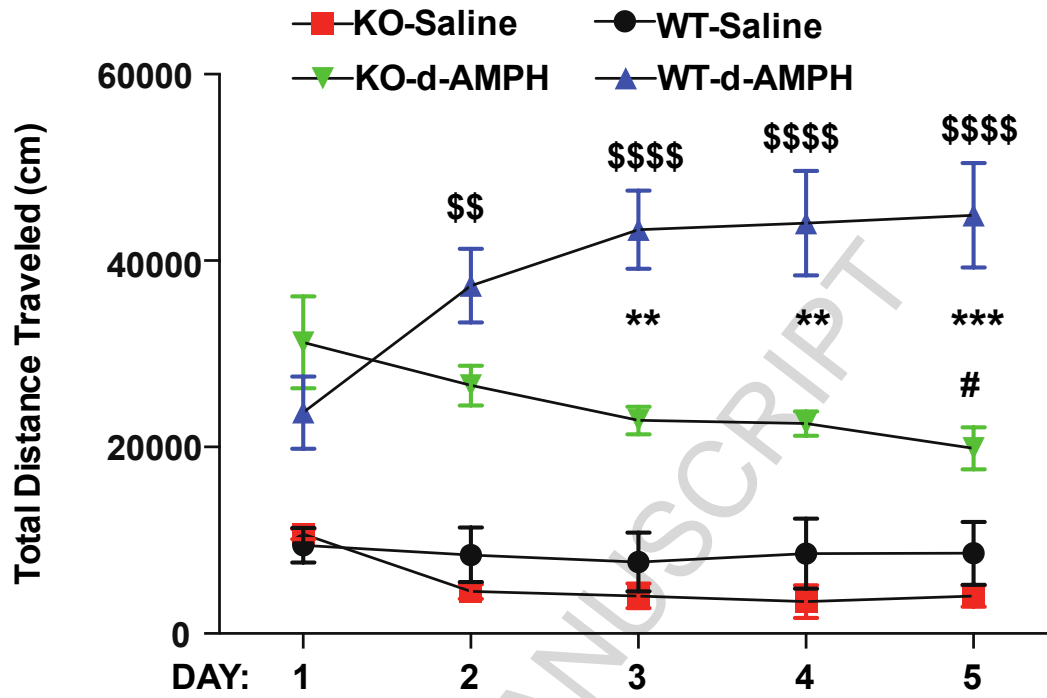 KO-Saline WT-Saline
KO-d-AMPH WT-d-AMPH
Total Distance Traveled (cm)
60000
40000
20000
0
$$
$$$$
$$$$
$$$$
**
**
***
#
DAY: 1 2 3 4 5
ANUSCRIPT